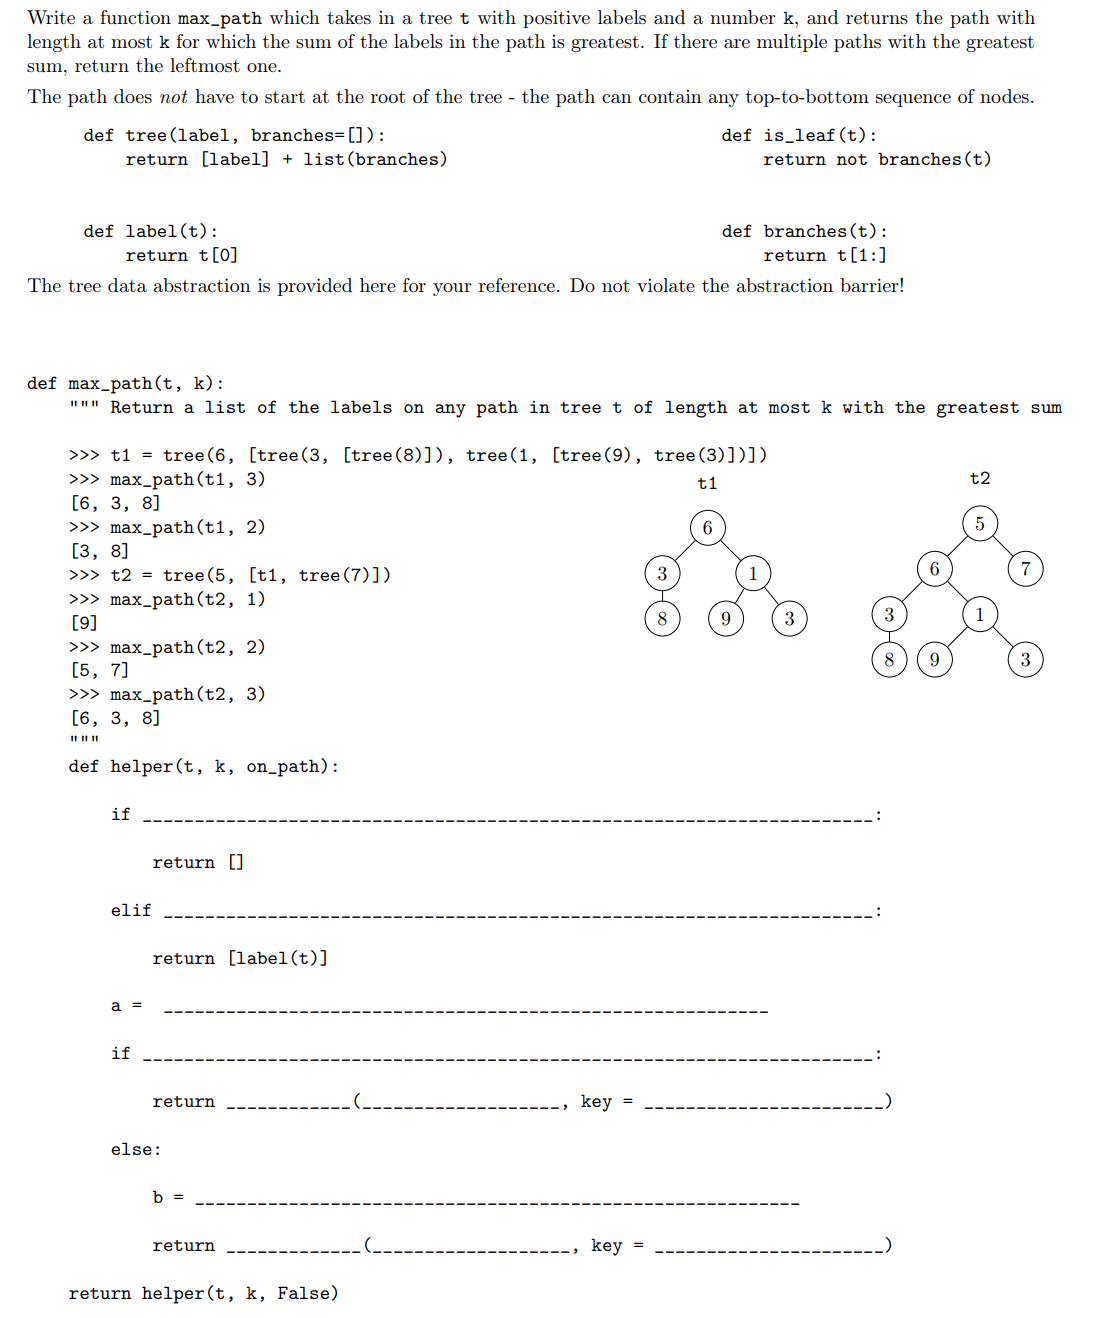 Write a function max_path which takes in a tree t with positive labels and a number k, and returns the path with
length at most k for which the sum of the labels in the path is greatest. If there are multiple paths with the greatest
sum, return the leftmost one.
The path does not have to start at the root of the tree - the path can contain any top-to-bottom sequence of nodes.
def tree(label, branches=[]):
    return [label] + list(branches)
def is_leaf(t):
    return not branches(t)
def label(t):
    return t[0]
def branches(t):
    return t[1:]
The tree data abstraction is provided here for your reference. Do not violate the abstraction barrier!
def max_path(t, k):
    """ Return a list of the labels on any path in tree t of length at most k with the greatest sum
    >>> t1 = tree(6, [tree(3, [tree(8)]), tree(1, [tree(9), tree(3)])])
    >>> max_path(t1, 3)
    [6, 3, 8]
    >>> max_path(t1, 2)
    [3, 8]
    >>> t2 = tree(5, [t1, tree(7)])
    >>> max_path(t2, 1)
    [9]
    >>> max_path(t2, 2)
    [5, 7]
    >>> max_path(t2, 3)
    [6, 3, 8]
    """
t1
6
3 1
8 9 3
t2
5
6 7
3 1
8 9 3
    def helper(t, k, on_path):
        if ______________________________________________________________________:
            return []
        elif ____________________________________________________________________:
            return [label(t)]
        a = __________________________________________________________
        if ______________________________________________________________________:
            return ____________(___________________, key = _______________________)
        else:
            b = __________________________________________________________
            return _____________(___________________, key = ______________________)
    return helper(t, k, False)